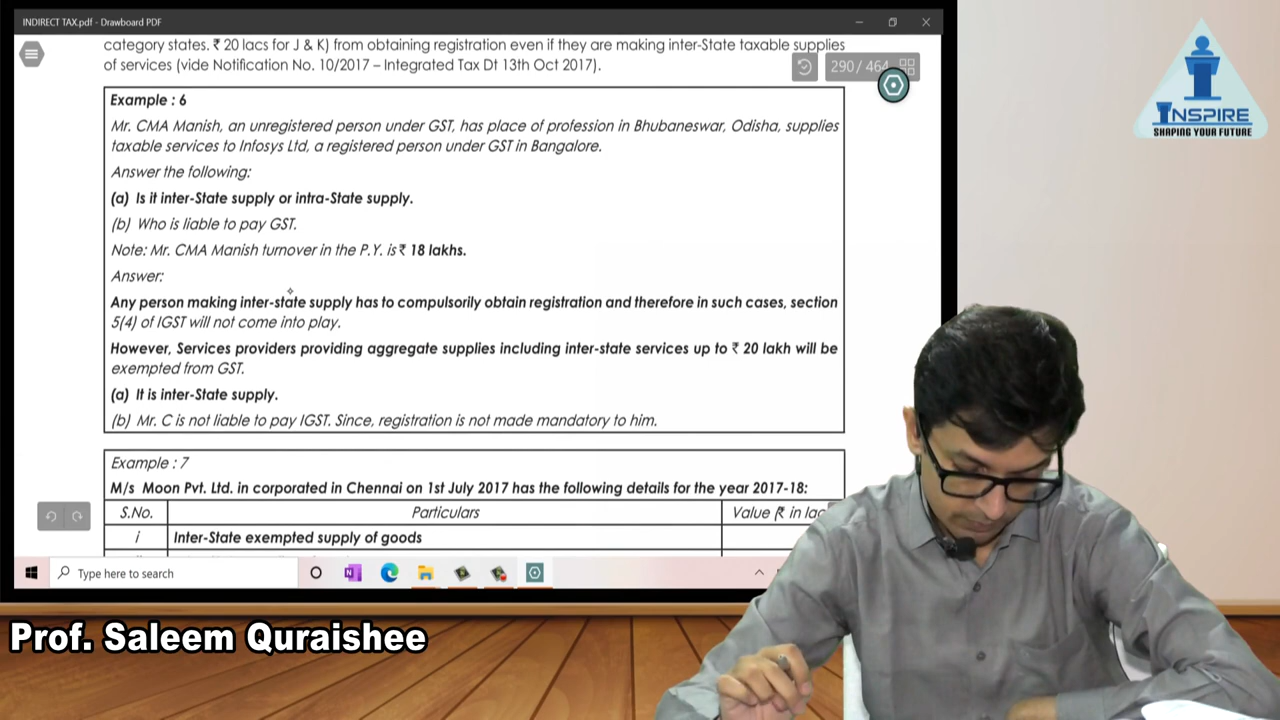 INDIRECT TAX.pdf - Drawboard PDF
category states. ₹ 20 lacs for J & K) from obtaining registration even if they are making inter-State taxable supplies
of services (vide Notification No. 10/2017 – Integrated Tax Dt 13th Oct 2017).
290 / 464
Example : 6
Mr. CMA Manish, an unregistered person under GST, has place of profession in Bhubaneswar, Odisha, supplies
taxable services to Infosys Ltd, a registered person under GST in Bangalore.
Answer the following:
(a) Is it inter-State supply or intra-State supply.
(b) Who is liable to pay GST.
Note: Mr. CMA Manish turnover in the P.Y. is ₹ 18 lakhs.
Answer:
Any person making inter-state supply has to compulsorily obtain registration and therefore in such cases, section
5(4) of IGST will not come into play.
However, Services providers providing aggregate supplies including inter-state services up to ₹ 20 lakh will be
exempted from GST.
(a) It is inter-State supply.
(b) Mr. C is not liable to pay IGST. Since, registration is not made mandatory to him.
Example : 7
M/s Moon Pvt. Ltd. in corporated in Chennai on 1st July 2017 has the following details for the year 2017-18:
S.No. Particulars Value (₹ in lac
i Inter-State exempted supply of goods
Type here to search
INSPIRE
SHAPING YOUR FUTURE
Prof. Saleem Quraishee